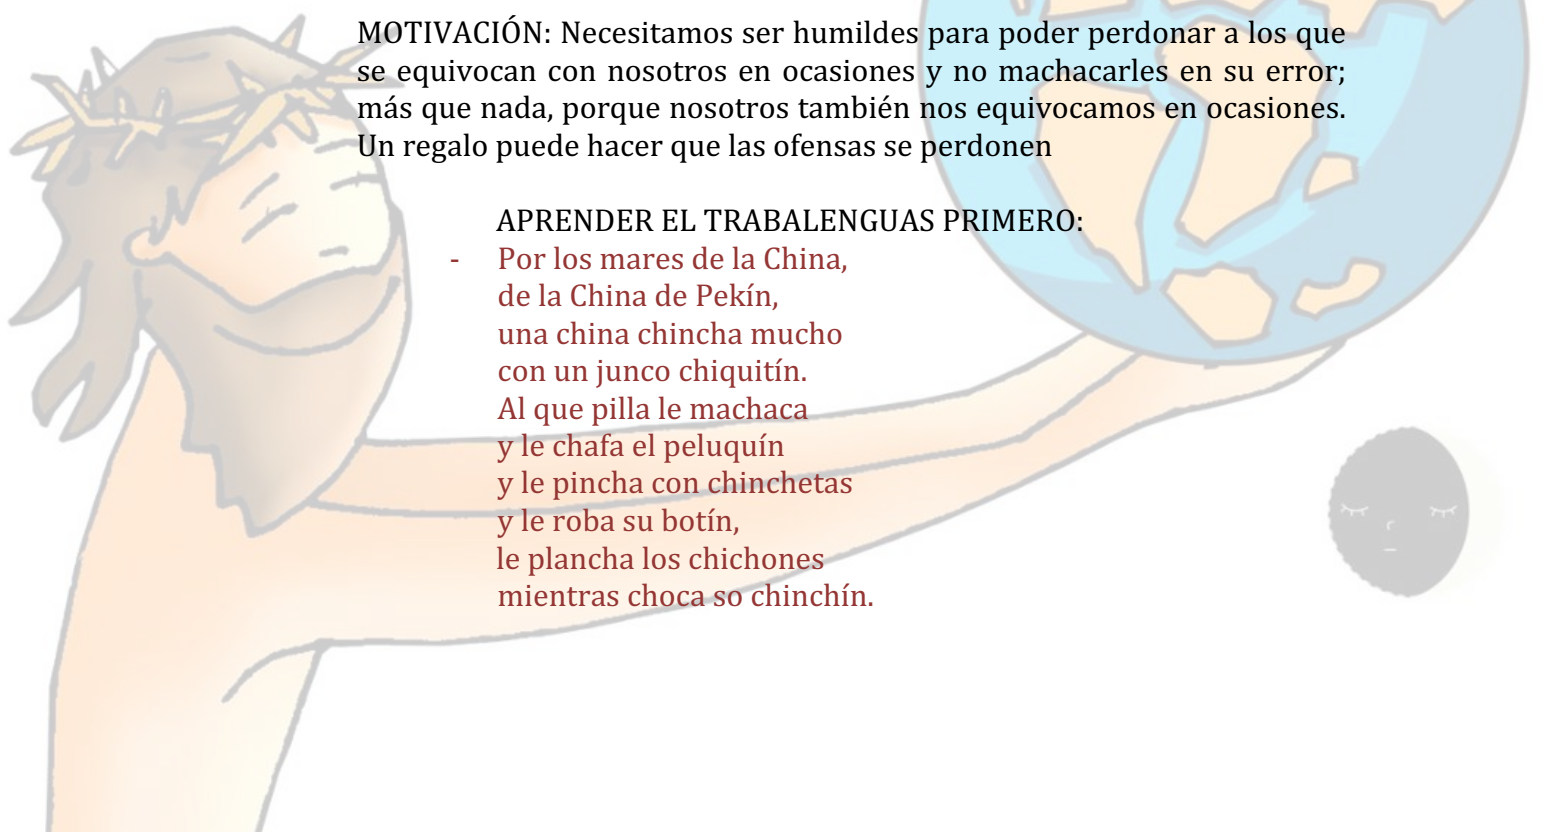 MOTIVACIÓN: Necesitamos ser humildes para poder perdonar a los que
se equivocan con nosotros en ocasiones y no machacarles en su error;
más que nada, porque nosotros también nos equivocamos en ocasiones.
Un regalo puede hacer que las ofensas se perdonen
APRENDER EL TRABALENGUAS PRIMERO:
- Por los mares de la China,
de la China de Pekín,
una china chincha mucho
con un junco chiquitín.
Al que pilla le machaca
y le chafa el peluquín
y le pincha con chinchetas
y le roba su botín,
le plancha los chichones
mientras choca so chinchín.